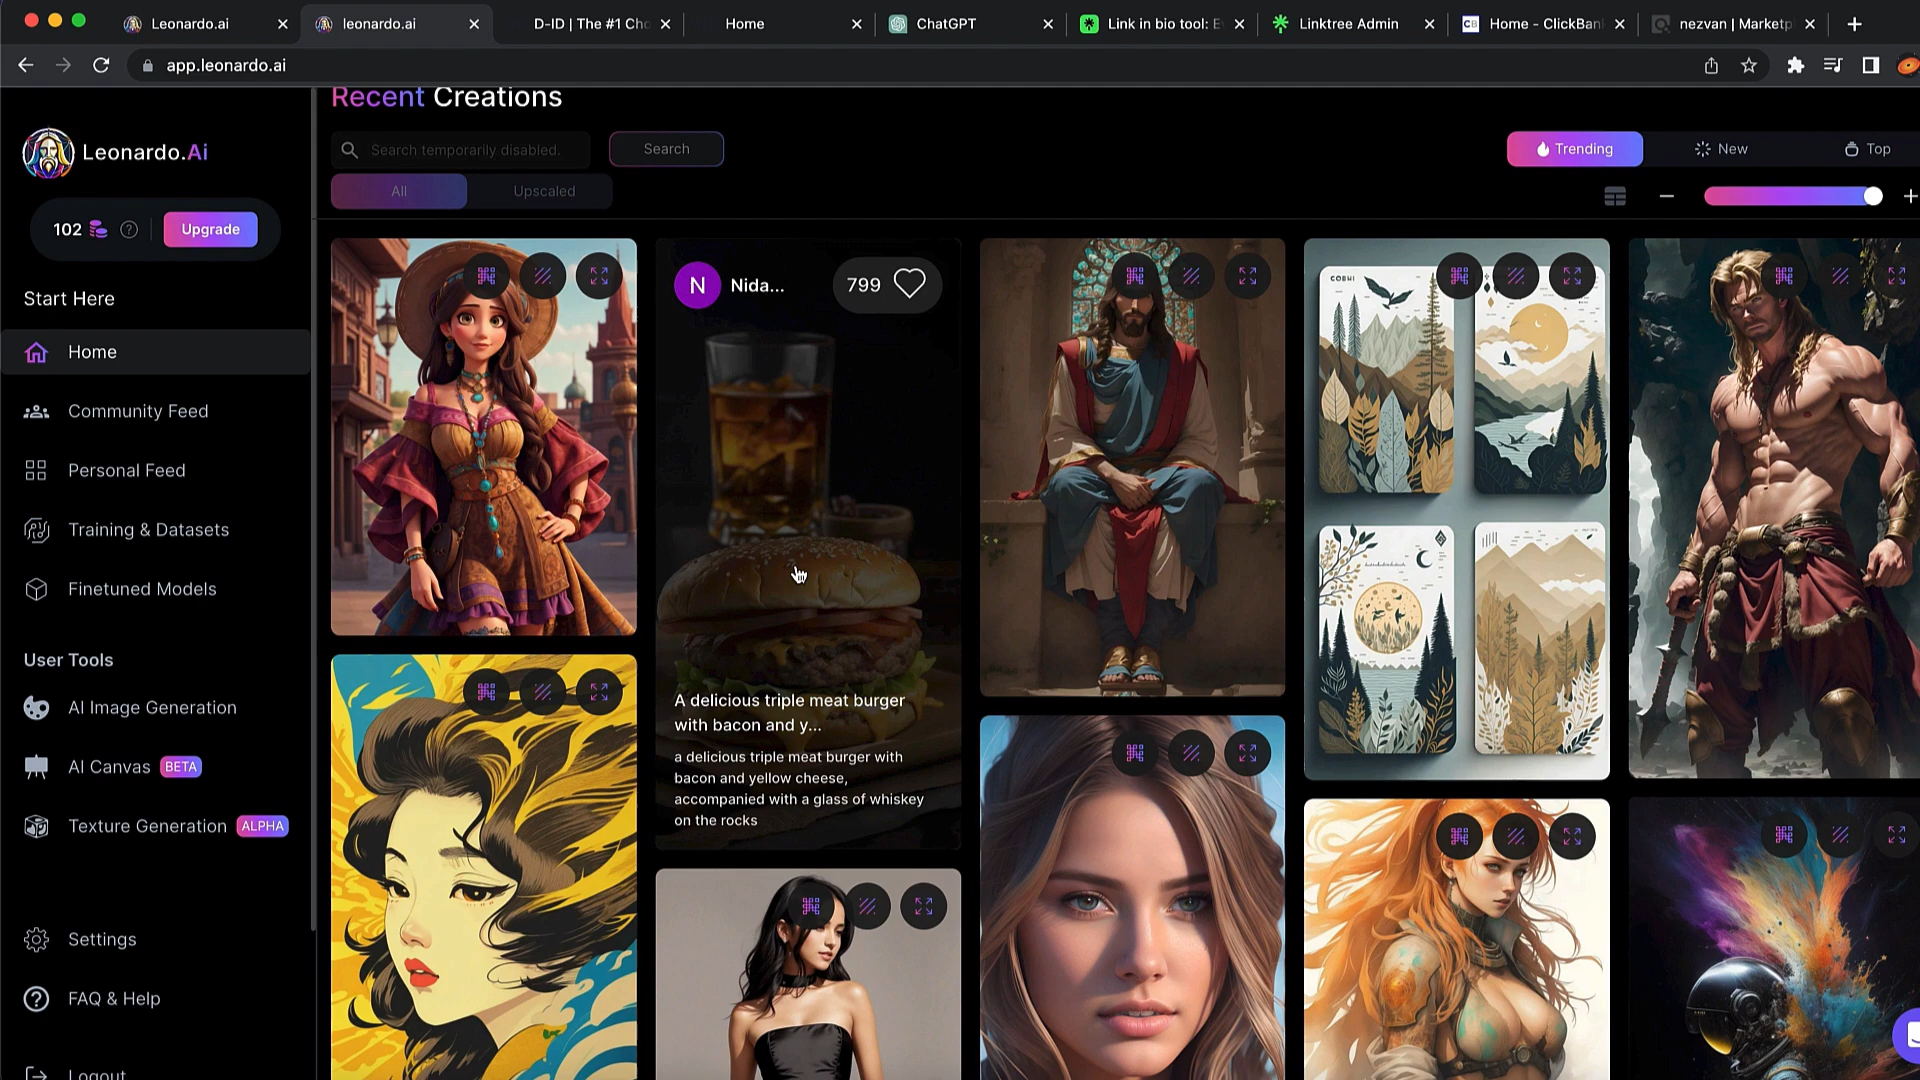 Leonardo.ai
leonardo.ai
D-ID | The #1 Cho
Home
ChatGPT
Link in bio tool: E
Linktree Admin
CB
Home - ClickBan
nezvan | Marketp
app.leonardo.ai
Leonardo.Ai
102
Upgrade
Start Here
Home
Community Feed
Personal Feed
Training & Datasets
Finetuned Models
User Tools
AI Image Generation
AI Canvas BETA
Texture Generation ALPHA
Settings
FAQ & Help
Logout
Recent Creations
Search temporarily disabled.
Search
Trending
New
Top
All
Upscaled
N
Nida...
799
A delicious triple meat burger
with bacon and y...
a delicious triple meat burger with
bacon and yellow cheese,
accompanied with a glass of whiskey
on the rocks